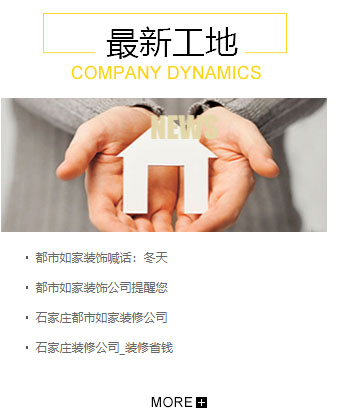 最新工地
COMPANY DYNAMICS
NEWS
都市如家装饰喊话：冬天
都市如家装饰公司提醒您
石家庄都市如家装修公司
石家庄装修公司_装修省钱
MORE